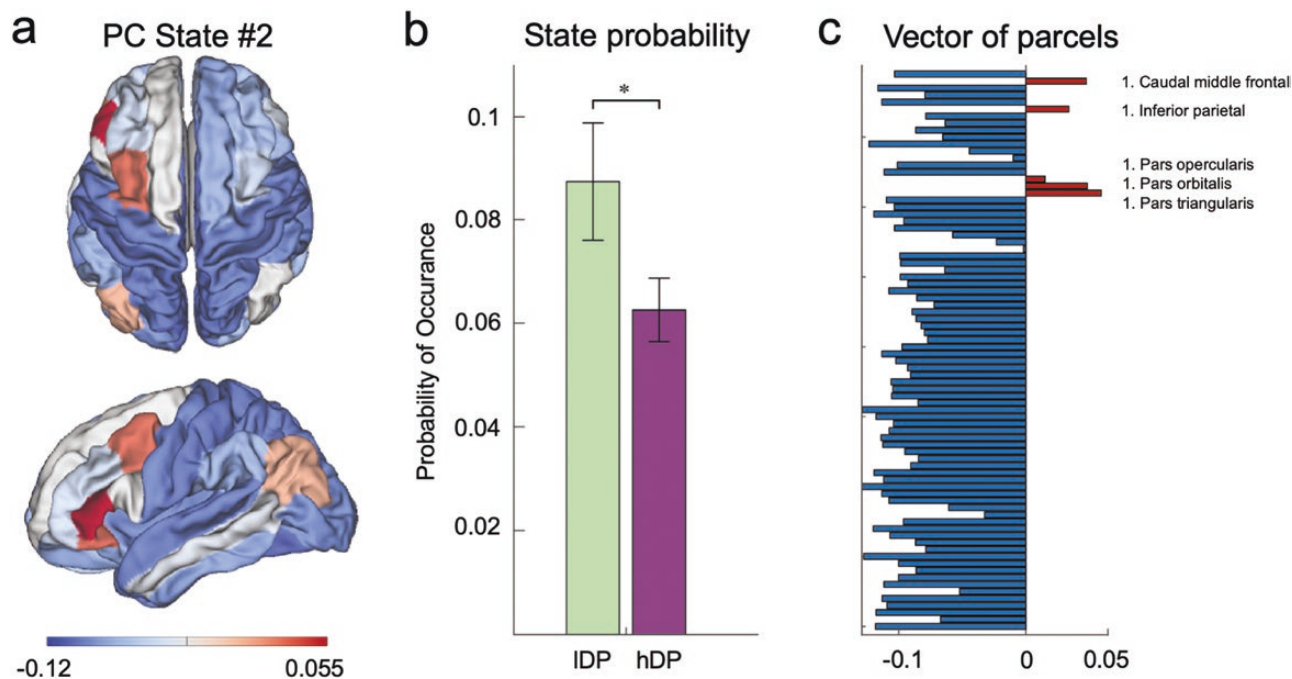 a
PC State #2
-0.12
0.055
b
State probability
*
Probability of Occurance
0.1
0.08
0.06
0.04
0.02
lDP
hDP
c
Vector of parcels
1. Caudal middle frontal
1. Inferior parietal
1. Pars opercularis
1. Pars orbitalis
1. Pars triangularis
-0.1
0
0.05